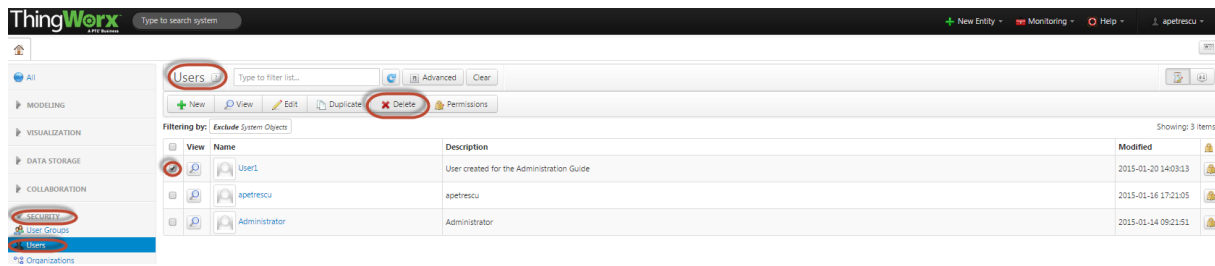 ThingWorx Type to search system New Entity Monitoring Help apetrescu
A PTC Business
All
Users Type to filter list... Advanced Clear
MODELING
New View Edit Duplicate Delete Permissions
VISUALIZATION
Filtering by: Exclude System Objects Showing: 3 items
View Name Description Modified
DATA STORAGE
User1 User created for the Administration Guide 2015-01-20 14:03:13
COLLABORATION
apetrescu apetrescu 2015-01-16 17:21:05
SECURITY
User Groups
Administrator Administrator 2015-01-14 09:21:51
Users
Organizations